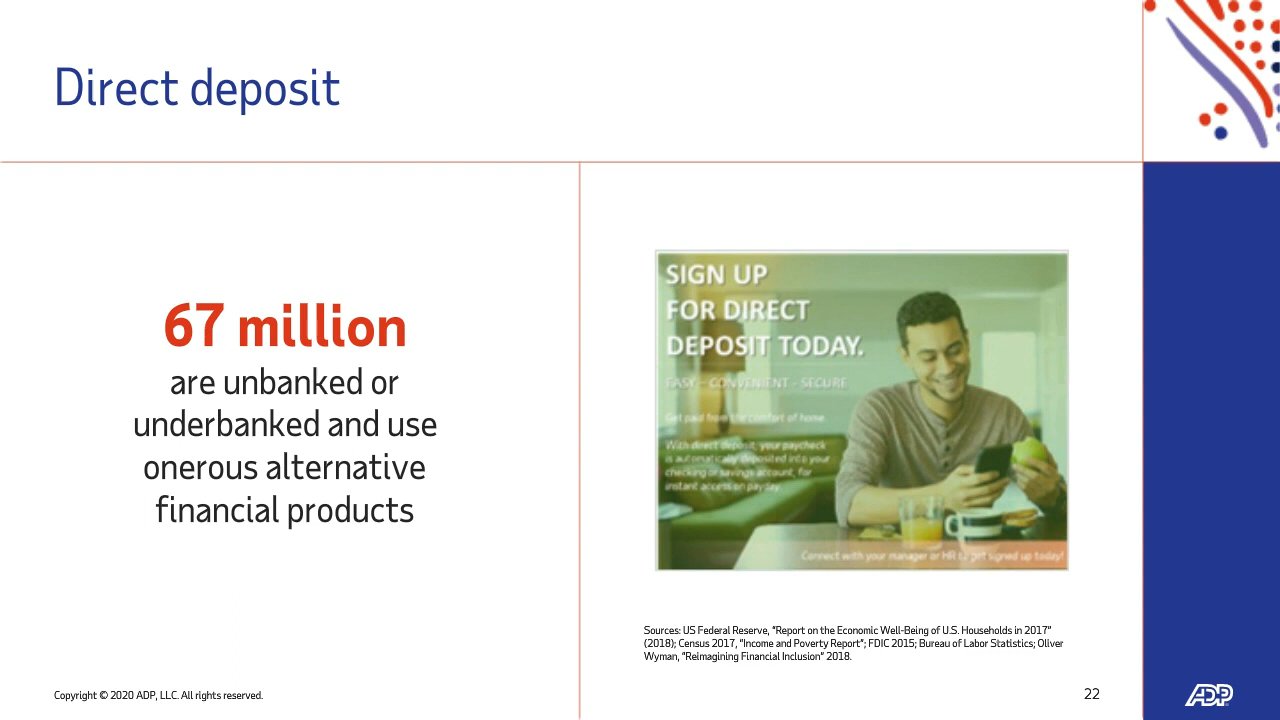 Direct deposit
67 million
are unbanked or
underbanked and use
onerous alternative
financial products
SIGN UP
FOR DIRECT
DEPOSIT TODAY.
EASY – CONVENIENT - SECURE
Get paid from the comfort of home.
With direct deposit, your paycheck
is automatically deposited into your
checking or savings account, for
instant access on payday.
Connect with your manager or HR to get signed up today!
Sources: US Federal Reserve, “Report on the Economic Well-Being of U.S. Households in 2017”
(2018); Census 2017, “Income and Poverty Report”; FDIC 2015; Bureau of Labor Statistics; Oliver
Wyman, “Reimagining Financial Inclusion” 2018.
Copyright © 2020 ADP, LLC. All rights reserved.
22
ADP